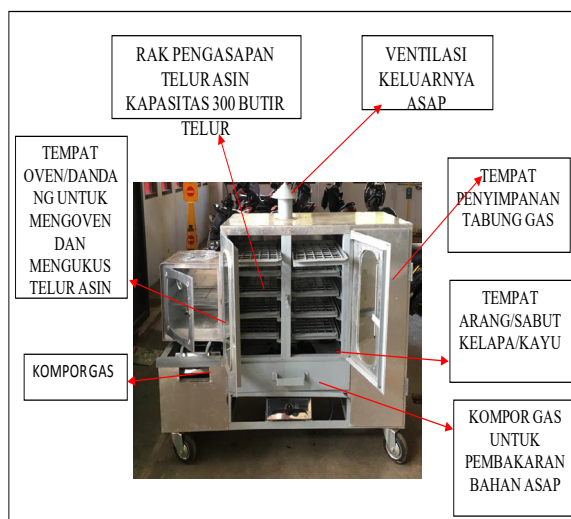 RAK PENGASAPAN
TELUR ASIN
KAPASITAS 300 BUTIR
TELUR
VENTILASI
KELUARNYA
ASAP
TEMPAT
OVEN/DANDA
NG UNTUK
MENGOVEN
DAN
MENGUKUS
TELUR ASIN
TEMPAT
PENYIMPANAN
TABUNG GAS
TEMPAT
ARANG/SABUT
KELAPA/KAYU
KOMPOR GAS
KOMPOR GAS
UNTUK
PEMBAKARAN
BAHAN ASAP